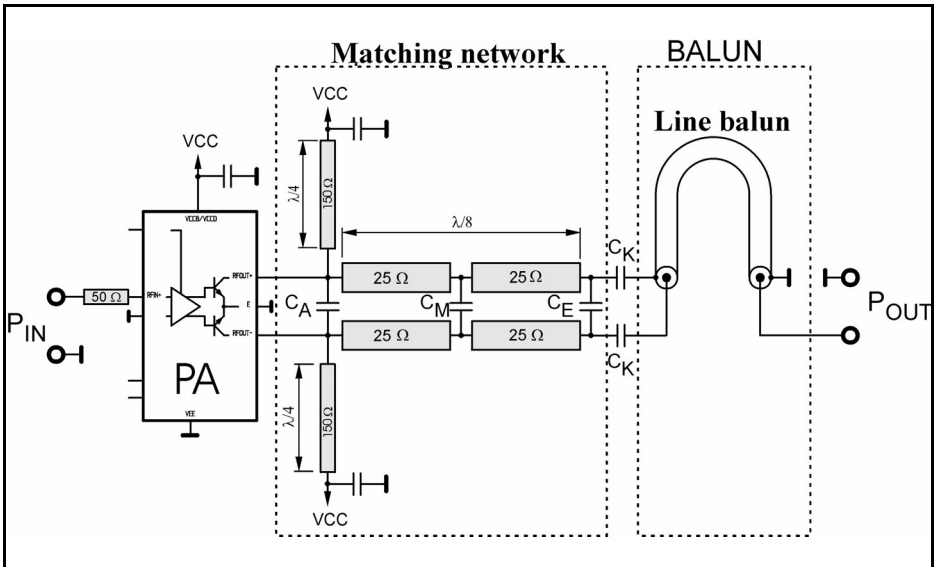 Matching network
BALUN
VCC
Line balun
VCC
λ/4
150 Ω
VCCB/VCCD
λ/8
CK
25 Ω
25 Ω
RFOUT+
50 Ω
RFIN+
E
CA
CM
CE
PIN
POUT
RFOUT-
25 Ω
25 Ω
CK
PA
λ/4
150 Ω
VEE
VCC